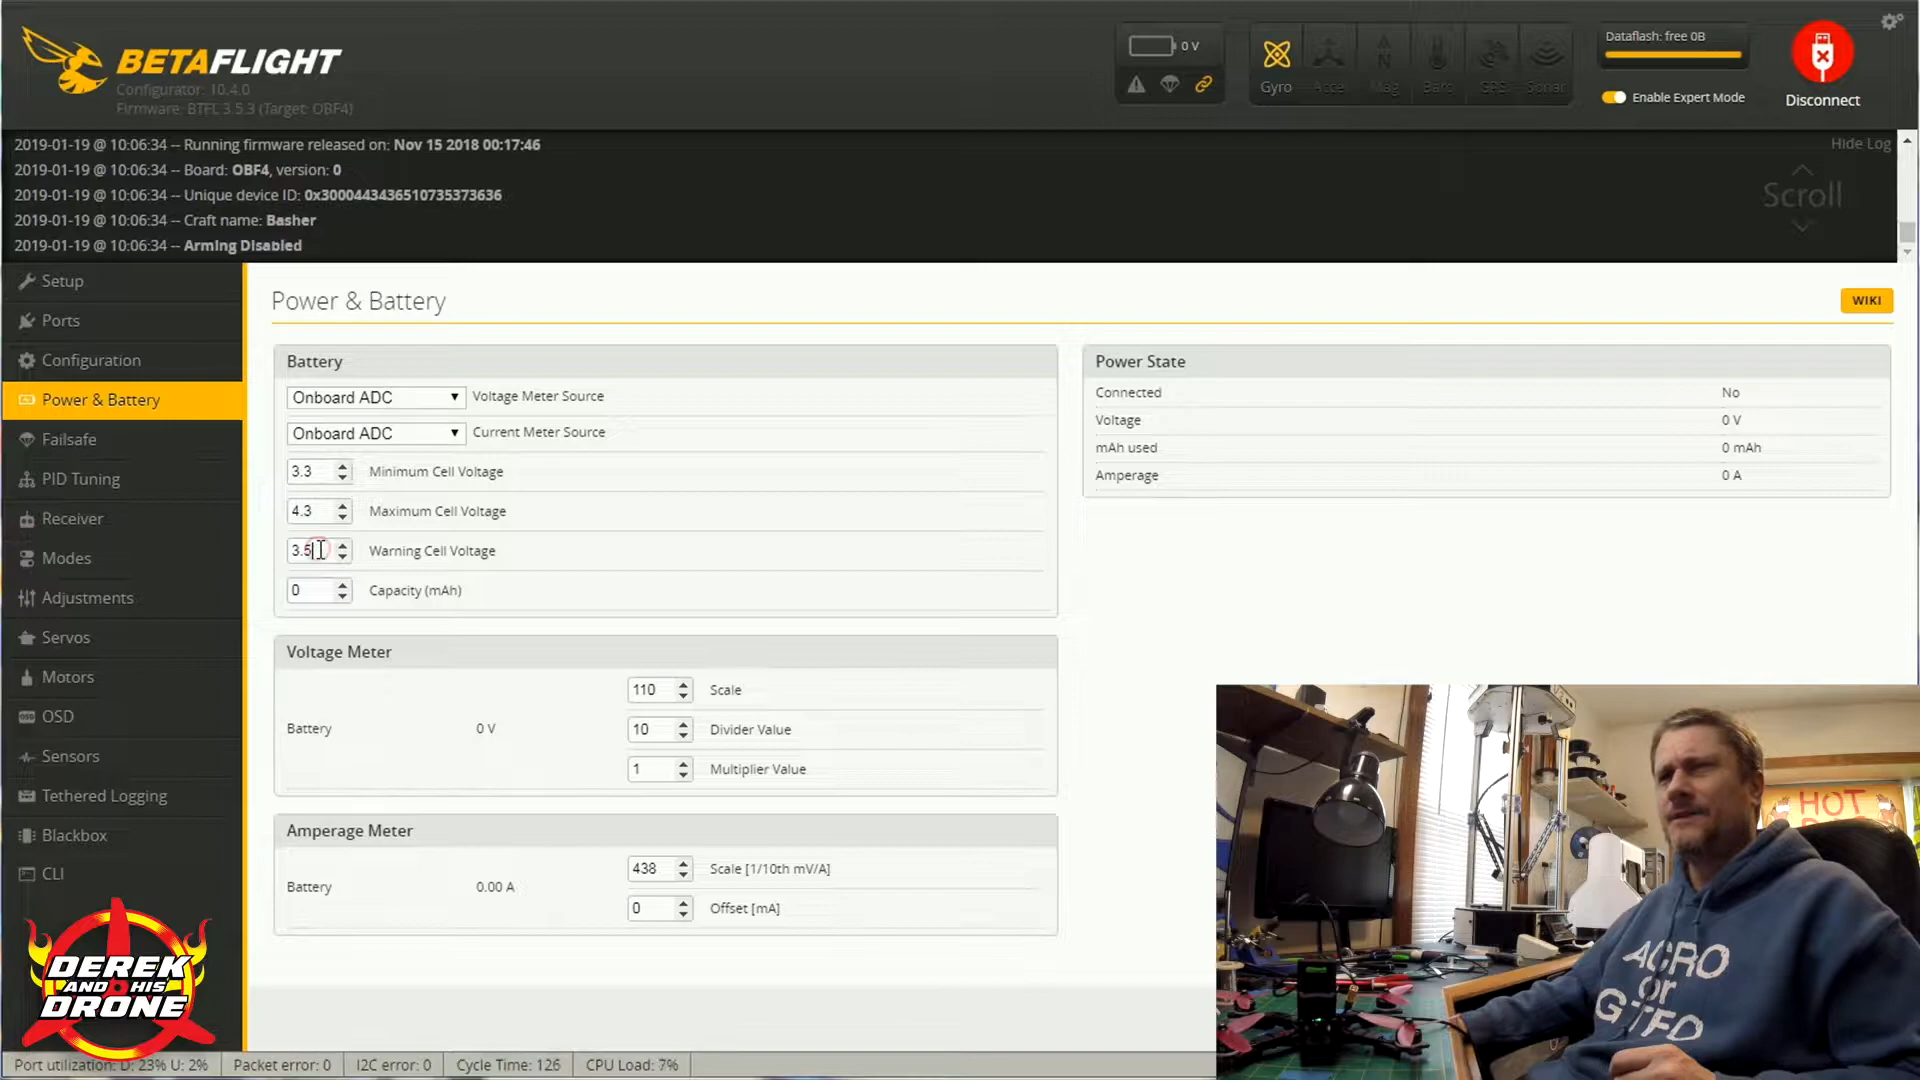 BETAFLIGHT
Configurator: 10.4.0
Firmware: BTFL 3.5.3 (Target: OBF4)
0 V
Gyro
Accel
Mag
Baro
GPS
Sonar
Dataflash: free 0B
Enable Expert Mode
Disconnect
2019-01-19 @ 10:06:34 -- Running firmware released on: Nov 15 2018 00:17:46
2019-01-19 @ 10:06:34 -- Board: OBF4, version: 0
2019-01-19 @ 10:06:34 -- Unique device ID: 0x3000443436510735373636
2019-01-19 @ 10:06:34 -- Craft name: Basher
2019-01-19 @ 10:06:34 -- Arming Disabled
Hide Log
Scroll
Setup
Ports
Configuration
Power & Battery
Failsafe
PID Tuning
Receiver
Modes
Adjustments
Servos
Motors
OSD
Sensors
Tethered Logging
Blackbox
CLI
Power & Battery
WIKI
Battery
Onboard ADC Voltage Meter Source
Onboard ADC Current Meter Source
3.3 Minimum Cell Voltage
4.3 Maximum Cell Voltage
3.5 Warning Cell Voltage
0 Capacity (mAh)
Power State
Connected No
Voltage 0 V
mAh used 0 mAh
Amperage 0 A
Voltage Meter
Battery 0 V
110 Scale
10 Divider Value
1 Multiplier Value
Amperage Meter
Battery 0.00 A
438 Scale [1/10th mV/A]
0 Offset [mA]
DEREK
AND HIS
DRONE
HOT
ACRO
or
GTFO
Port utilization: D: 23% U: 2%
Packet error: 0
I2C error: 0
Cycle Time: 126
CPU Load: 7%